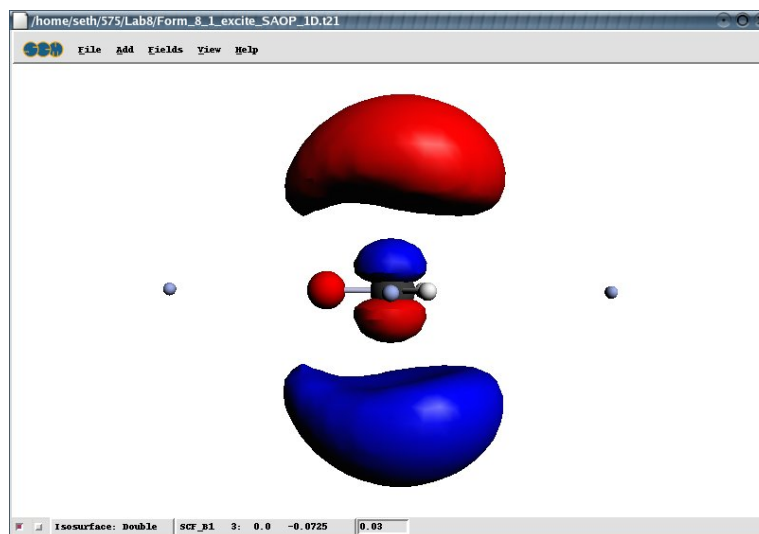 /home/seth/575/Lab8/Form_8_1_excite_SAOP_1D.t21
SCM File Add Fields View Help
Isosurface: Double SCF_B1 3: 0.0 -0.0725 0.03